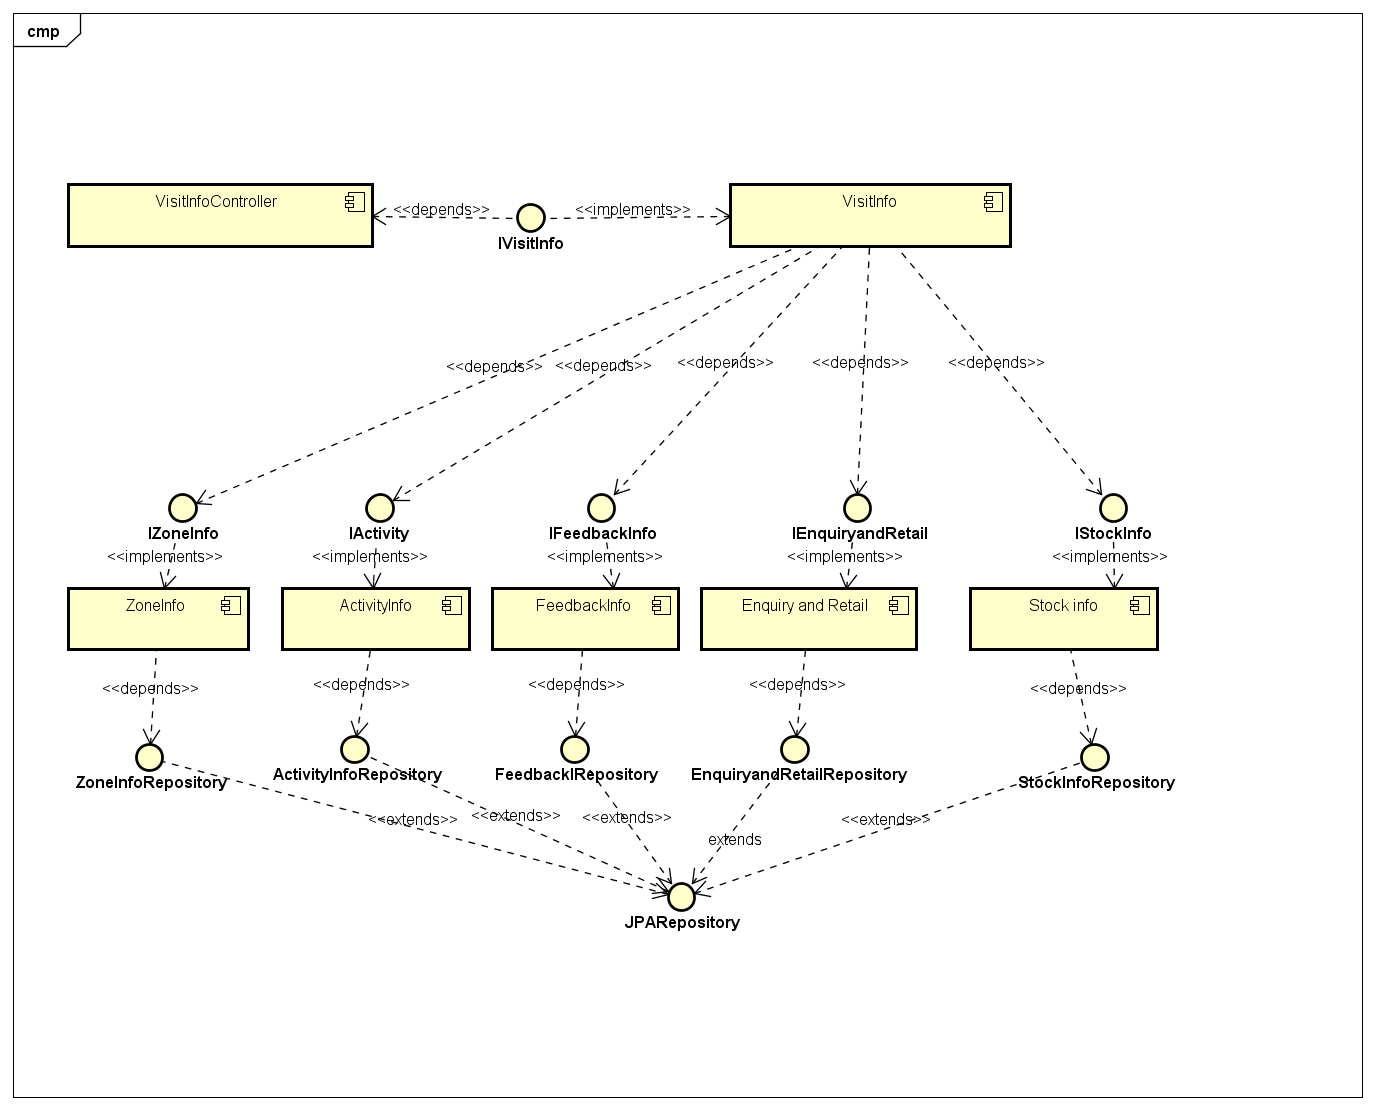 cmp
VisitInfoController
<<depends>>
<<implements>>
IVisitInfo
VisitInfo
<<depends>>
<<depends>>
<<depends>>
<<depends>>
<<depends>>
IZoneInfo
IActivity
IFeedbackInfo
IEnquiryandRetail
IStockInfo
<<implements>>
<<implements>>
<<implements>>
<<implements>>
<<implements>>
ZoneInfo
ActivityInfo
FeedbackInfo
Enquiry and Retail
Stock info
<<depends>>
<<depends>>
<<depends>>
<<depends>>
<<depends>>
ZoneInfoRepository
ActivityInfoRepository
FeedbackIRepository
EnquiryandRetailRepository
StockInfoRepository
<<extends>>
<<extends>>
<<extends>>
extends
<<extends>>
JPARepository